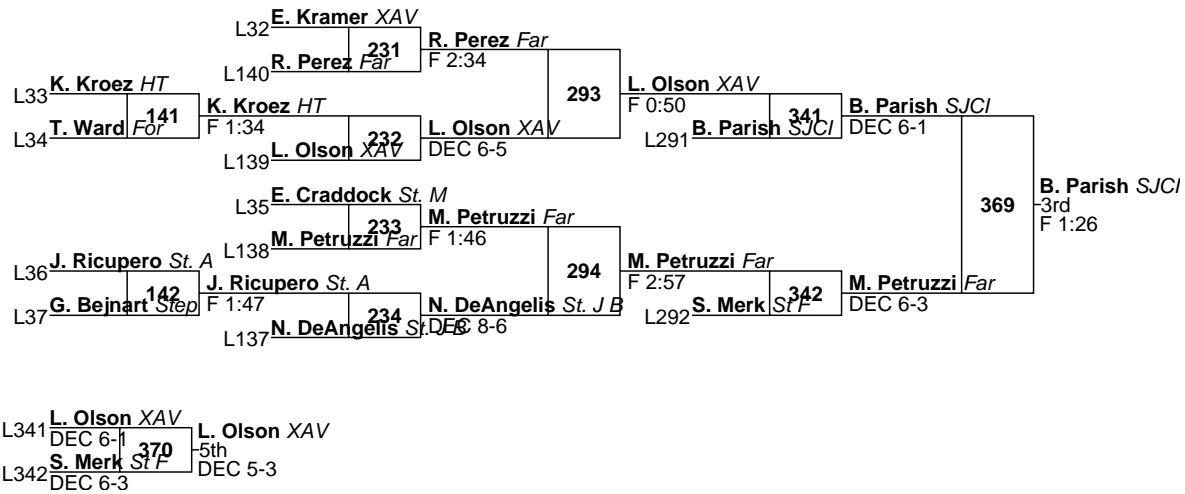 L32 E. Kramer XAV
231
L140 R. Perez Far
R. Perez Far
F 2:34
L33 K. Kroez HT
141
L34 T. Ward For
K. Kroez HT
F 1:34
232
L139 L. Olson XAV
L. Olson XAV
DEC 6-5
293
L. Olson XAV
F 0:50
341
L291 B. Parish SJCI
B. Parish SJCI
DEC 6-1
L35 E. Craddock St. M
233
L138 M. Petruzzi Far
M. Petruzzi Far
F 1:46
L36 J. Ricupero St. A
142
L37 G. Bejnart Step
J. Ricupero St. A
F 1:47
234
L137 N. DeAngelis St. J B
N. DeAngelis St. J B
DEC 8-6
294
M. Petruzzi Far
F 2:57
342
L292 S. Merk St F
M. Petruzzi Far
DEC 6-3
369
B. Parish SJCI
3rd
F 1:26
L341 L. Olson XAV
DEC 6-1
370
L342 S. Merk St F
DEC 6-3
L. Olson XAV
5th
DEC 5-3